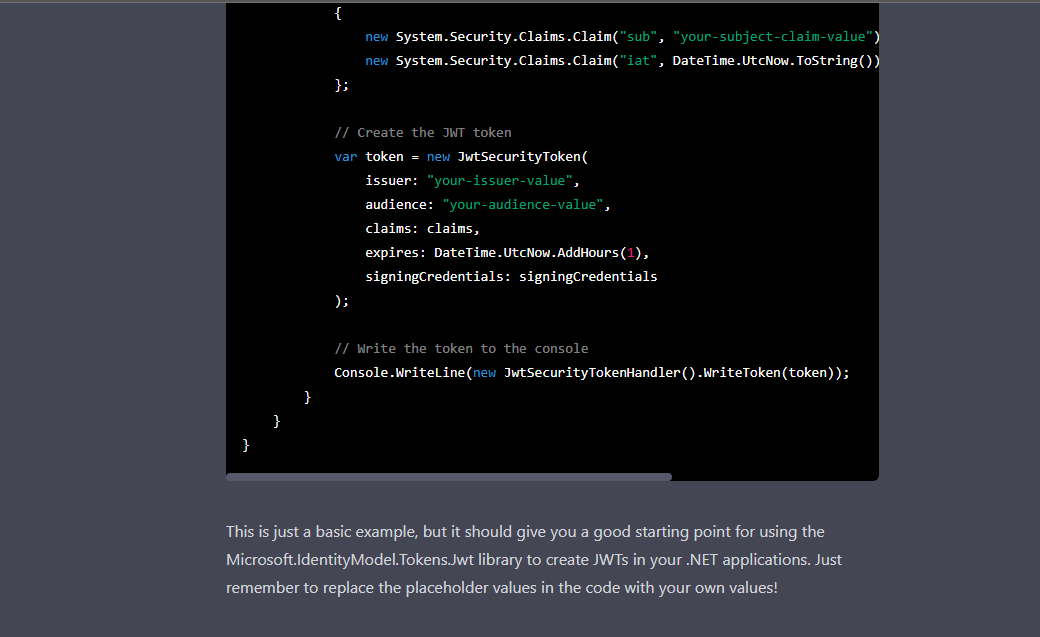 {
new System.Security.Claims.Claim("sub", "your-subject-claim-value")
new System.Security.Claims.Claim("iat", DateTime.UtcNow.ToString())
};
// Create the JWT token
var token = new JwtSecurityToken(
issuer: "your-issuer-value",
audience: "your-audience-value",
claims: claims,
expires: DateTime.UtcNow.AddHours(1),
signingCredentials: signingCredentials
);
// Write the token to the console
Console.WriteLine(new JwtSecurityTokenHandler().WriteToken(token));
}
}
}
This is just a basic example, but it should give you a good starting point for using the
Microsoft.IdentityModel.Tokens.Jwt library to create JWTs in your .NET applications. Just
remember to replace the placeholder values in the code with your own values!